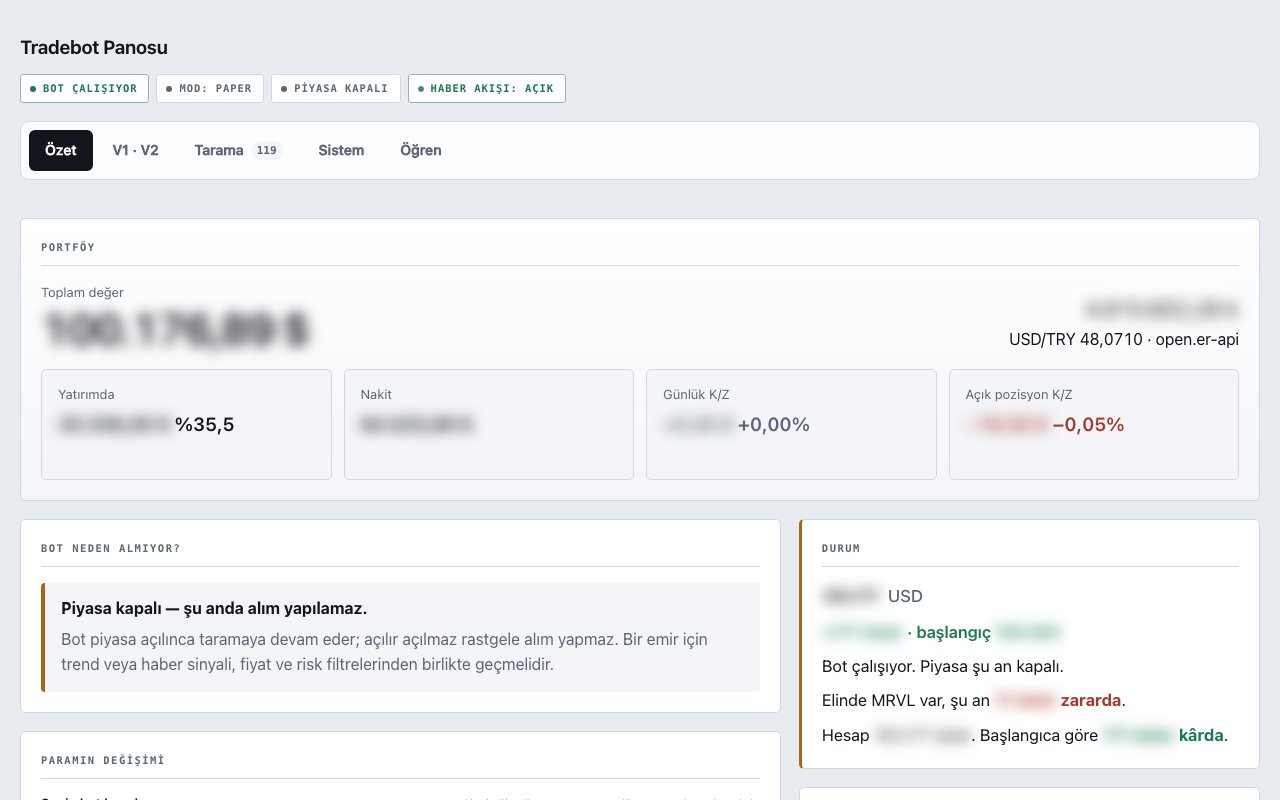 Tradebot Panosu
BOT ÇALIŞIYOR
MOD: PAPER
PİYASA KAPALI
HABER AKIŞI: AÇIK
Özet
V1 · V2
Tarama 119
Sistem
Öğren
PORTFÖY
Toplam değer
100.176,89 $
USD/TRY 48,0710 · open.er-api
Yatırımda
%35,5
Nakit
Günlük K/Z
+0,00%
Açık pozisyon K/Z
−0,05%
BOT NEDEN ALMIYOR?
Piyasa kapalı — şu anda alım yapılamaz.
Bot piyasa açılınca taramaya devam eder; açılır açılmaz rastgele alım yapmaz. Bir emir için
trend veya haber sinyali, fiyat ve risk filtrelerinden birlikte geçmelidir.
DURUM
USD
· başlangıç
Bot çalışıyor. Piyasa şu an kapalı.
Elinde MRVL var, şu an zararda.
Hesap . Başlangıca göre kârda.
PARAMIN DEĞİŞİMİ